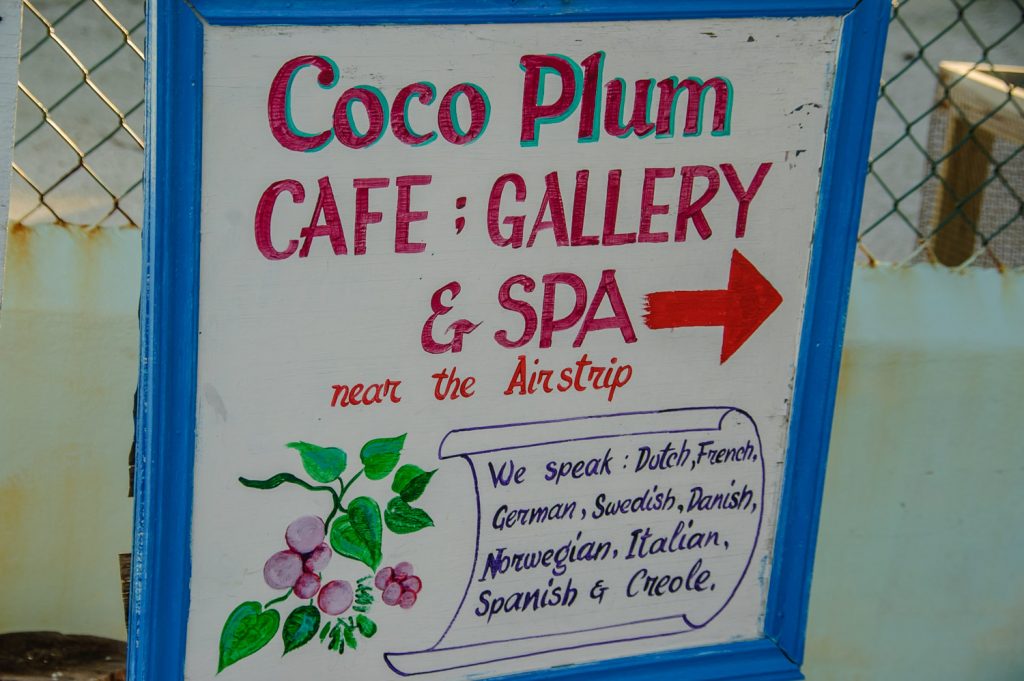 Coco Plum
CAFE ; GALLERY
& SPA
near the Airstrip
We speak : Dutch, French,
German, Swedish, Danish,
Norwegian, Italian,
Spanish & Creole.